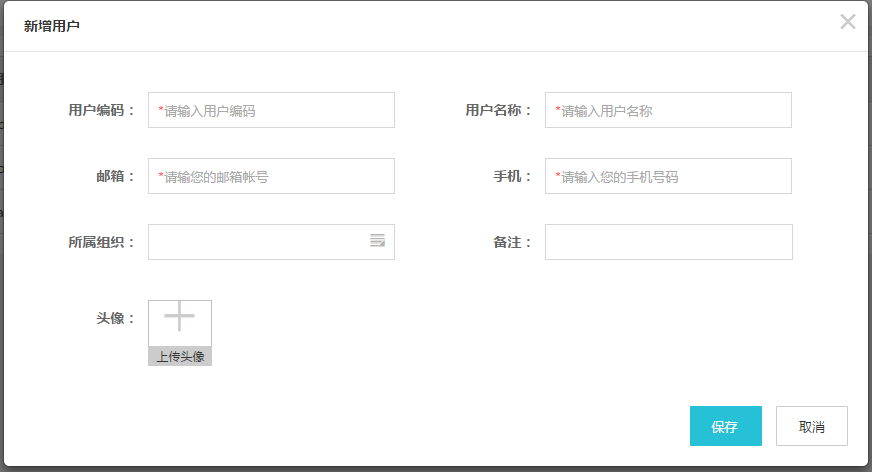 新增用户
用户编码： *请输入用户编码
用户名称： *请输入用户名称
邮箱： *请输您的邮箱帐号
手机： *请输入您的手机号码
所属组织：
备注：
头像：
上传头像
保存
取消